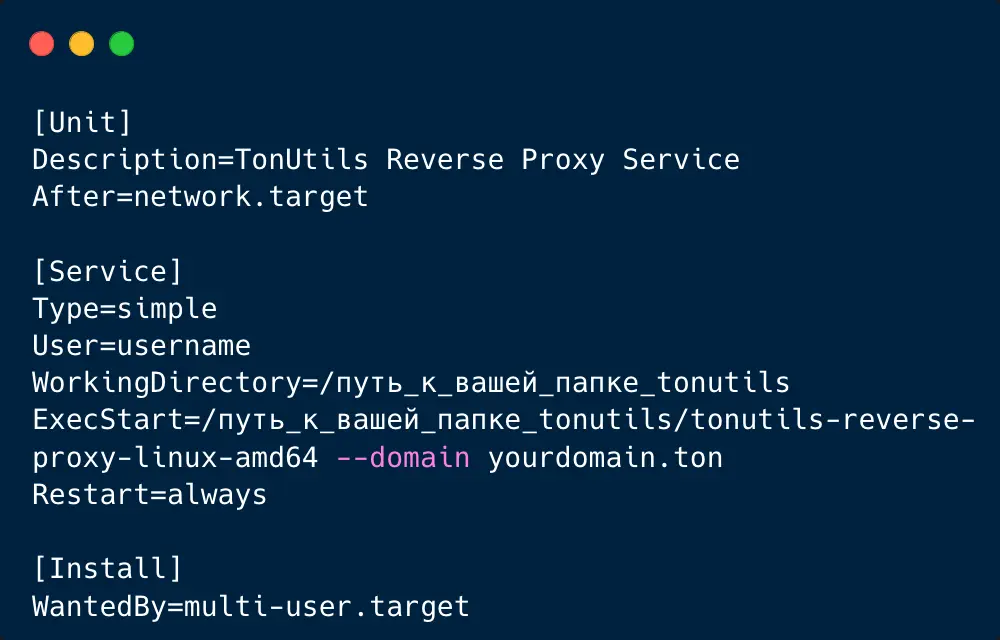 [Unit]
Description=TonUtils Reverse Proxy Service
After=network.target
[Service]
Type=simple
User=username
WorkingDirectory=/путь_к_вашей_папке_tonutils
ExecStart=/путь_к_вашей_папке_tonutils/tonutils-reverse-
proxy-linux-amd64 --domain yourdomain.ton
Restart=always
[Install]
WantedBy=multi-user.target